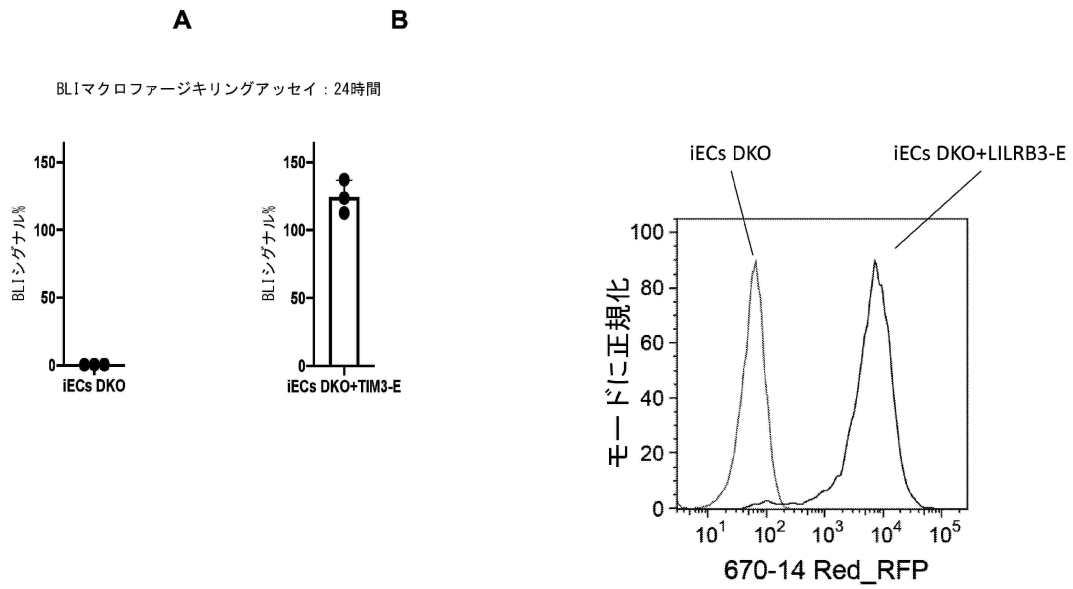 A
B
BLIマクロファージキリングアッセイ：24時間
BLIシグナル%
150
100
50
0
iECs DKO
BLIシグナル%
150
100
50
0
iECs DKO+TIM3-E
iECs DKO
iECs DKO+LILRB3-E
モードに正規化
100
80
60
40
20
0
10¹
10²
10³
10⁴
10⁵
670-14 Red_RFP